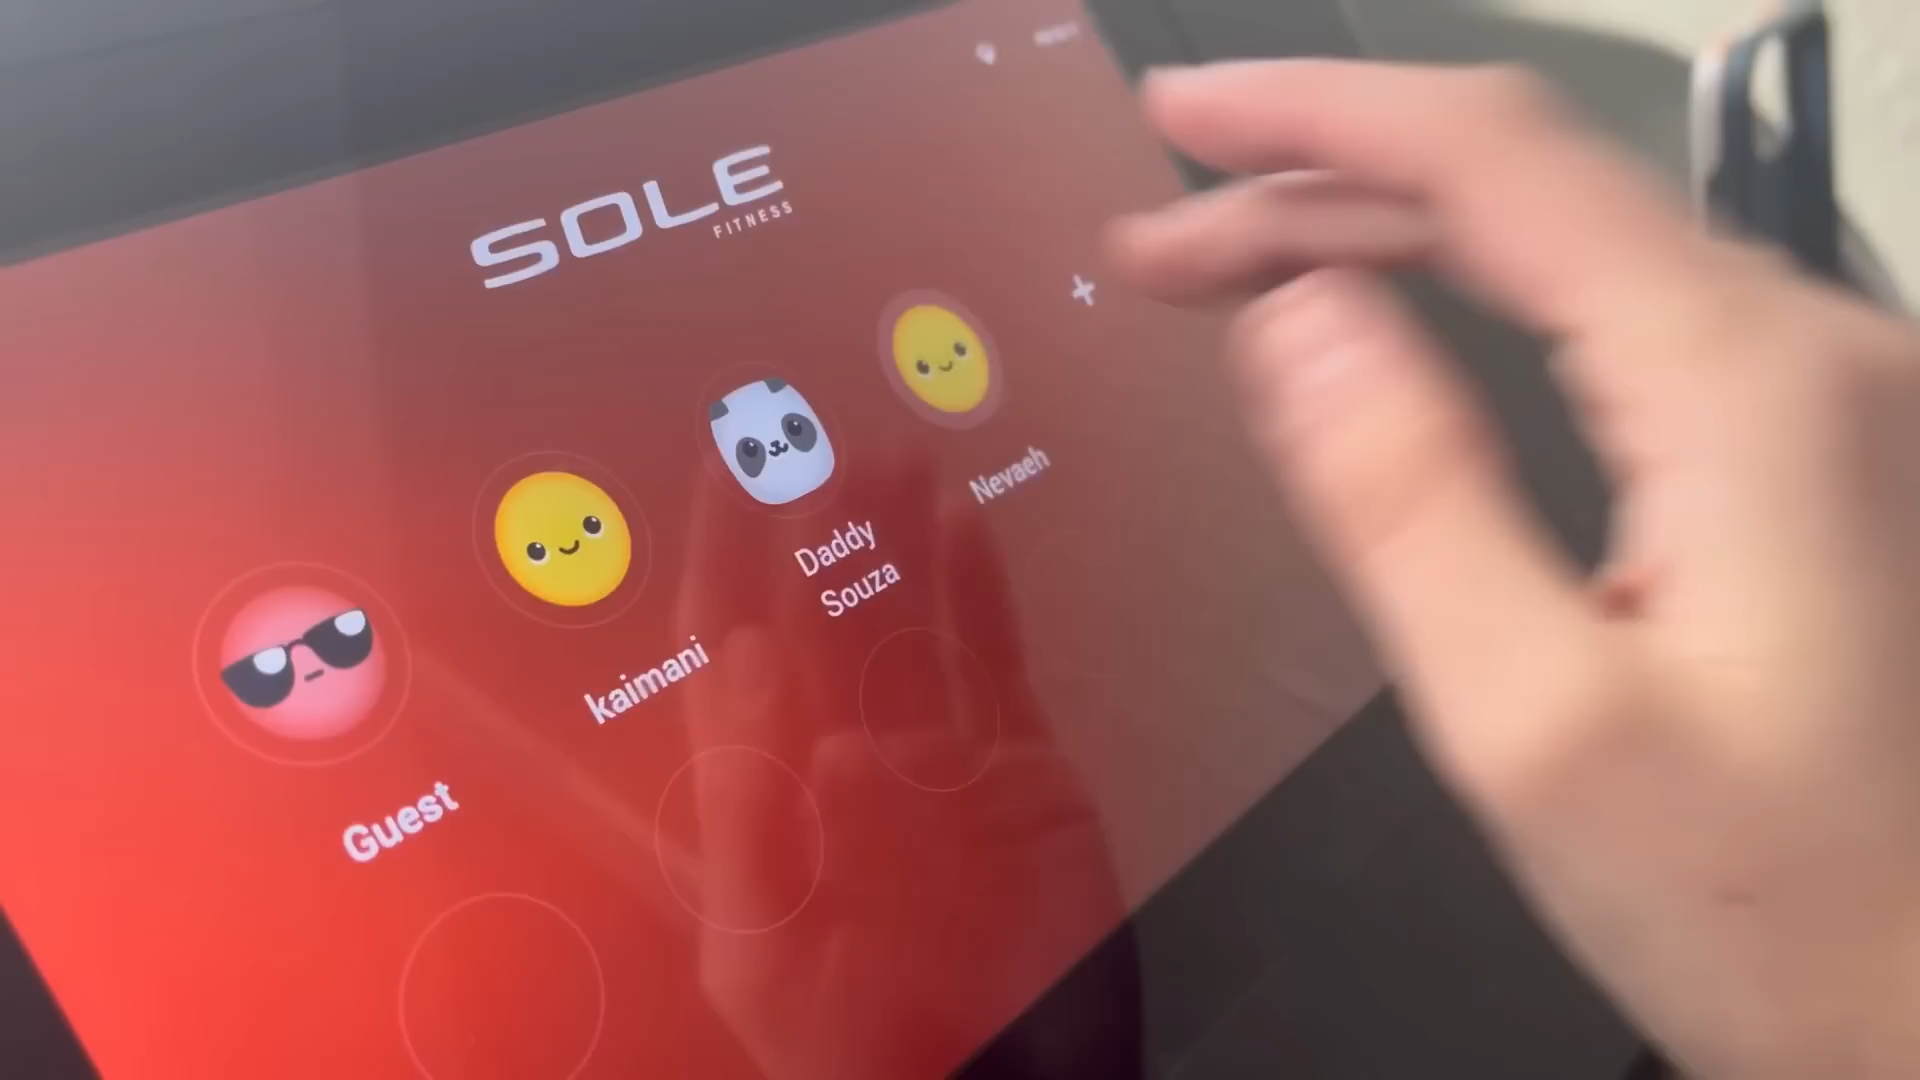 SOLE
FITNESS
Guest
kaimani
Daddy
Souza
Nevaeh